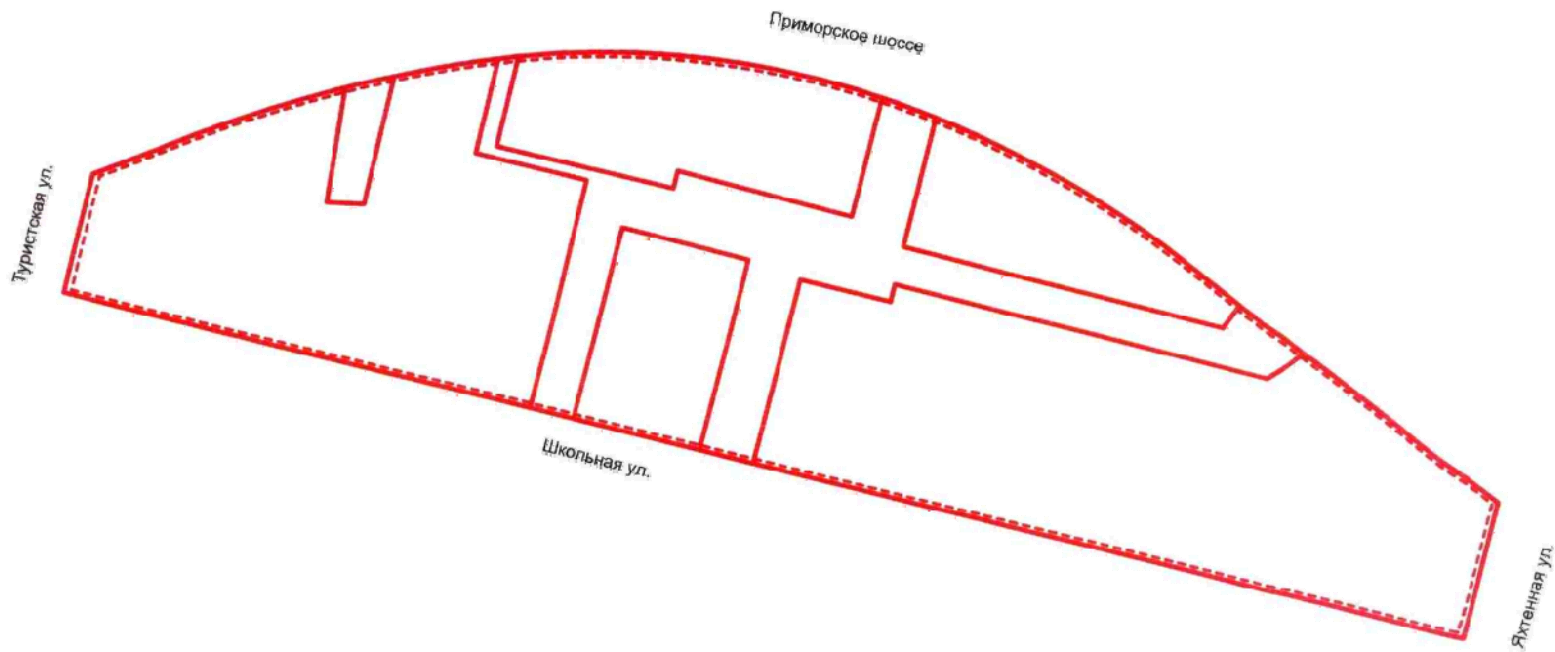 Приморское шоссе
Туристская ул.
Школьная ул.
Яхтенная ул.